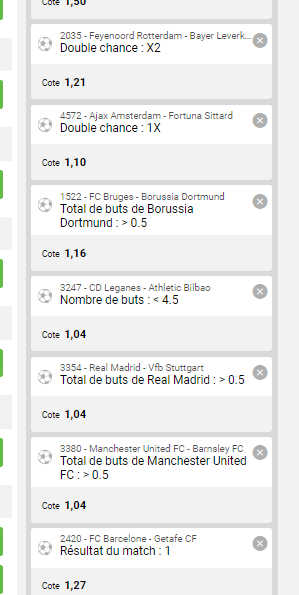 Cote 1,50
2035 - Feyenoord Rotterdam - Bayer Leverk...
Double chance : X2
Cote 1,21
4572 - Ajax Amsterdam - Fortuna Sittard
Double chance : 1X
Cote 1,10
1522 - FC Bruges - Borussia Dortmund
Total de buts de Borussia
Dortmund : > 0.5
Cote 1,16
3247 - CD Leganes - Athletic Bilbao
Nombre de buts : < 4.5
Cote 1,04
3354 - Real Madrid - Vfb Stuttgart
Total de buts de Real Madrid : > 0.5
Cote 1,04
3380 - Manchester United FC - Barnsley FC
Total de buts de Manchester United
FC : > 0.5
Cote 1,04
2420 - FC Barcelone - Getafe CF
Résultat du match : 1
Cote 1,27